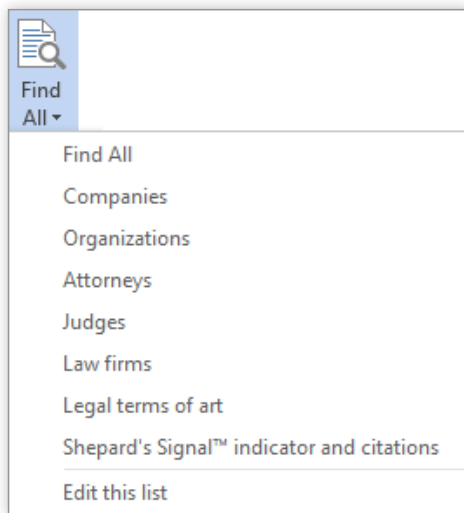 Find
All
Find All
Companies
Organizations
Attorneys
Judges
Law firms
Legal terms of art
Shepard's Signal™ indicator and citations
Edit this list